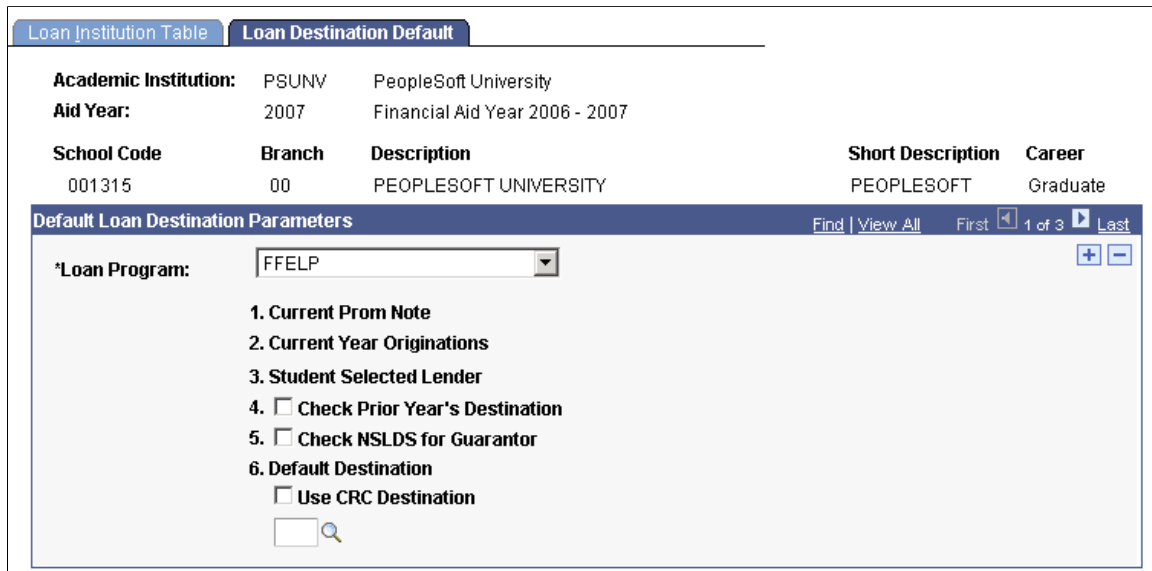 Loan Institution Table Loan Destination Default
Academic Institution: PSUNV PeopleSoft University
Aid Year: 2007 Financial Aid Year 2006 - 2007
School Code Branch Description Short Description Career
001315 00 PEOPLESOFT UNIVERSITY PEOPLESOFT Graduate
Default Loan Destination Parameters Find | View All First 1 of 3 Last
*Loan Program: FFELP
1. Current Prom Note
2. Current Year Originations
3. Student Selected Lender
4. Check Prior Year's Destination
5. Check NSLDS for Guarantor
6. Default Destination
Use CRC Destination